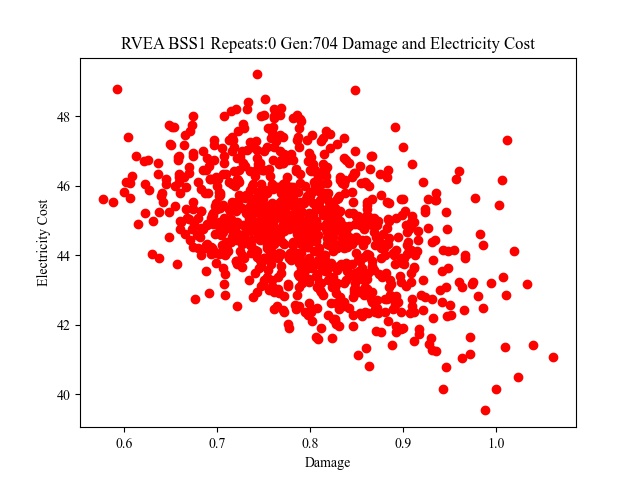 RVEA BSS1 Repeats:0 Gen:704 Damage and Electricity Cost
48
46
44
42
40
Electricity Cost
0.6 0.7 0.8 0.9 1.0
Damage